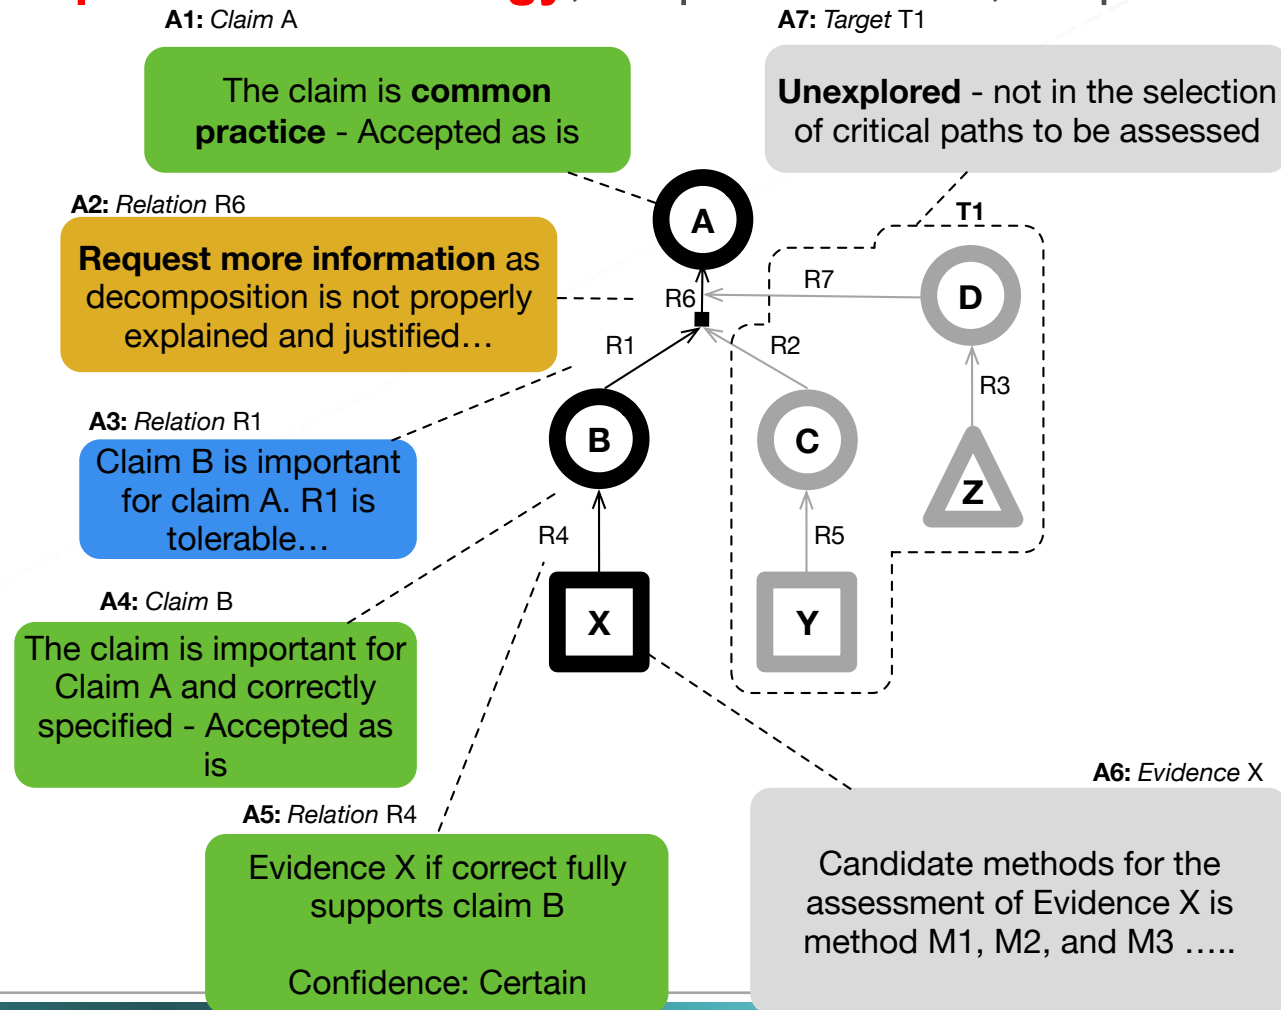 A1: Claim A
The claim is common
practice - Accepted as is
A7: Target T1
Unexplored - not in the selection
of critical paths to be assessed
A2: Relation R6
Request more information as
decomposition is not properly
explained and justified…
A
T1
R6
R7
D
R1
R2
R3
A3: Relation R1
Claim B is important
for claim A. R1 is
tolerable…
B
C
Z
R4
R5
X
Y
A4: Claim B
The claim is important for
Claim A and correctly
specified - Accepted as
is
A5: Relation R4
Evidence X if correct fully
supports claim B
Confidence: Certain
A6: Evidence X
Candidate methods for the
assessment of Evidence X is
method M1, M2, and M3 …..